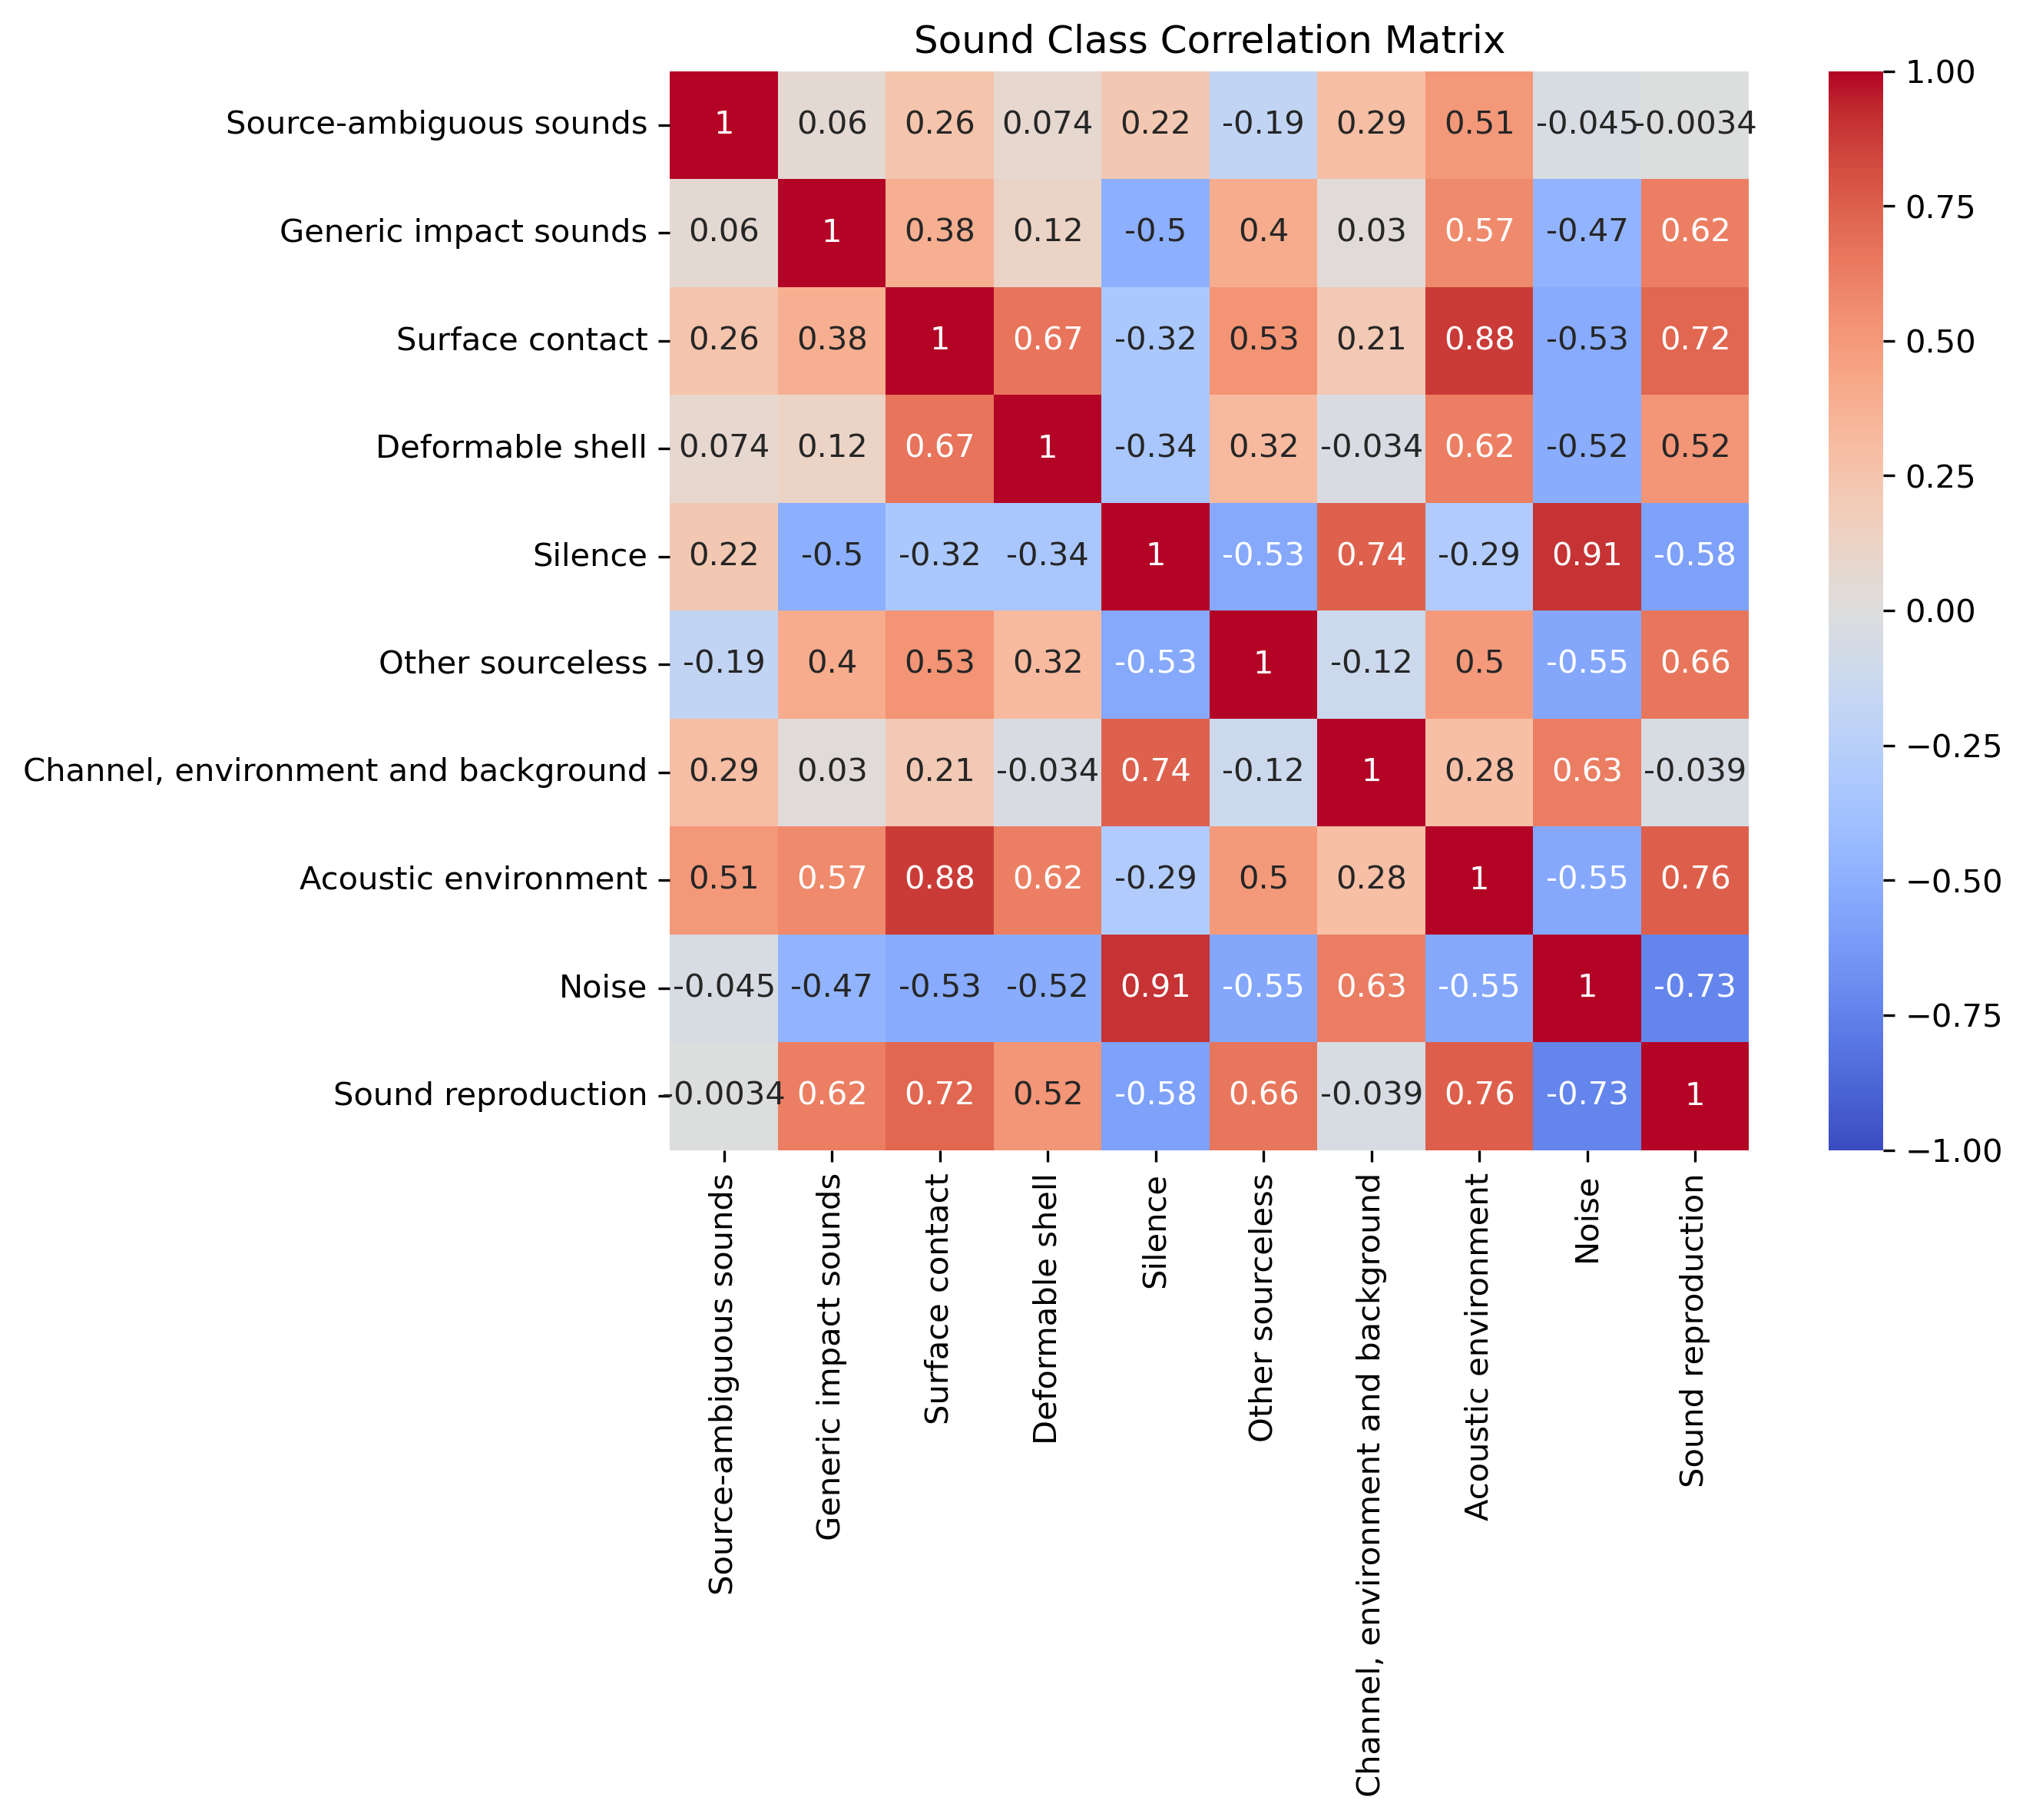 Sound Class Correlation Matrix
Source-ambiguous sounds 1 0.06 0.26 0.074 0.22 -0.19 0.29 0.51 -0.045 -0.0034
Generic impact sounds 0.06 1 0.38 0.12 -0.5 0.4 0.03 0.57 -0.47 0.62
Surface contact 0.26 0.38 1 0.67 -0.32 0.53 0.21 0.88 -0.53 0.72
Deformable shell 0.074 0.12 0.67 1 -0.34 0.32 -0.034 0.62 -0.52 0.52
Silence 0.22 -0.5 -0.32 -0.34 1 -0.53 0.74 -0.29 0.91 -0.58
Other sourceless -0.19 0.4 0.53 0.32 -0.53 1 -0.12 0.5 -0.55 0.66
Channel, environment and background 0.29 0.03 0.21 -0.034 0.74 -0.12 1 0.28 0.63 -0.039
Acoustic environment 0.51 0.57 0.88 0.62 -0.29 0.5 0.28 1 -0.55 0.76
Noise -0.045 -0.47 -0.53 -0.52 0.91 -0.55 0.63 -0.55 1 -0.73
Sound reproduction -0.0034 0.62 0.72 0.52 -0.58 0.66 -0.039 0.76 -0.73 1
Source-ambiguous sounds
Generic impact sounds
Surface contact
Deformable shell
Silence
Other sourceless
Channel, environment and background
Acoustic environment
Noise
Sound reproduction
1.00
0.75
0.50
0.25
0.00
−0.25
−0.50
−0.75
−1.00